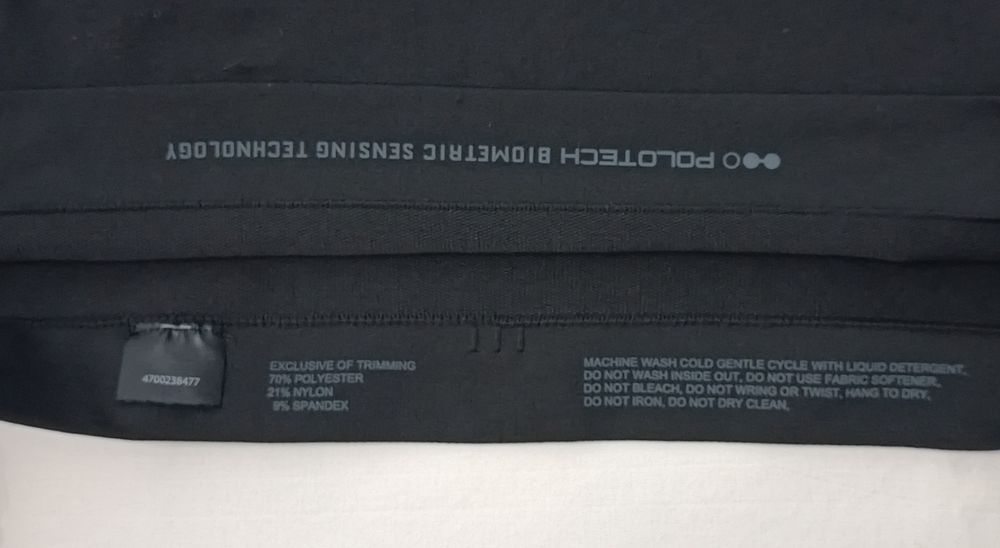 POLOTECH BIOMETRIC SENSING TECHNOLOGY
4700238477
EXCLUSIVE OF TRIMMING
70% POLYESTER
21% NYLON
9% SPANDEX
MACHINE WASH COLD GENTLE CYCLE WITH LIQUID DETERGENT.
DO NOT WASH INSIDE OUT, DO NOT USE FABRIC SOFTENER.
DO NOT BLEACH, DO NOT WRING OR TWIST, HANG TO DRY.
DO NOT IRON, DO NOT DRY CLEAN.